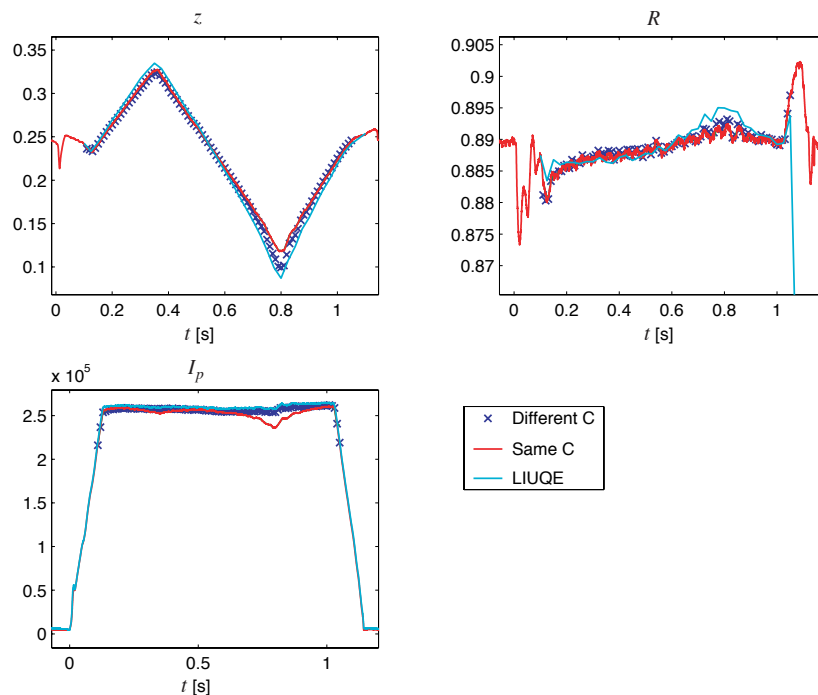 z
0.35
0.3
0.25
0.2
0.15
0.1
0 0.2 0.4 0.6 0.8 1
t [s]
R
0.905
0.9
0.895
0.89
0.885
0.88
0.875
0.87
0 0.2 0.4 0.6 0.8 1
t [s]
I_p
x 10^5
2.5
2
1.5
1
0.5
0
0 0.5 1
t [s]
Different C
Same C
LIUQE